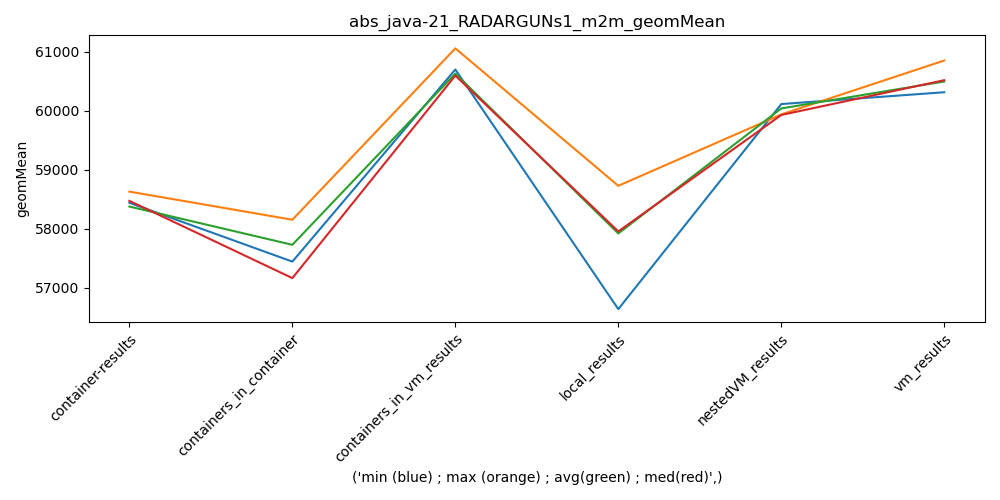 abs_java-21_RADARGUNs1_m2m_geomMean
61000
60000
59000
58000
57000
geomMean
container-results
containers_in_container
containers_in_vm_results
local_results
nestedVM_results
vm_results
('min (blue) ; max (orange) ; avg(green) ; med(red)',)